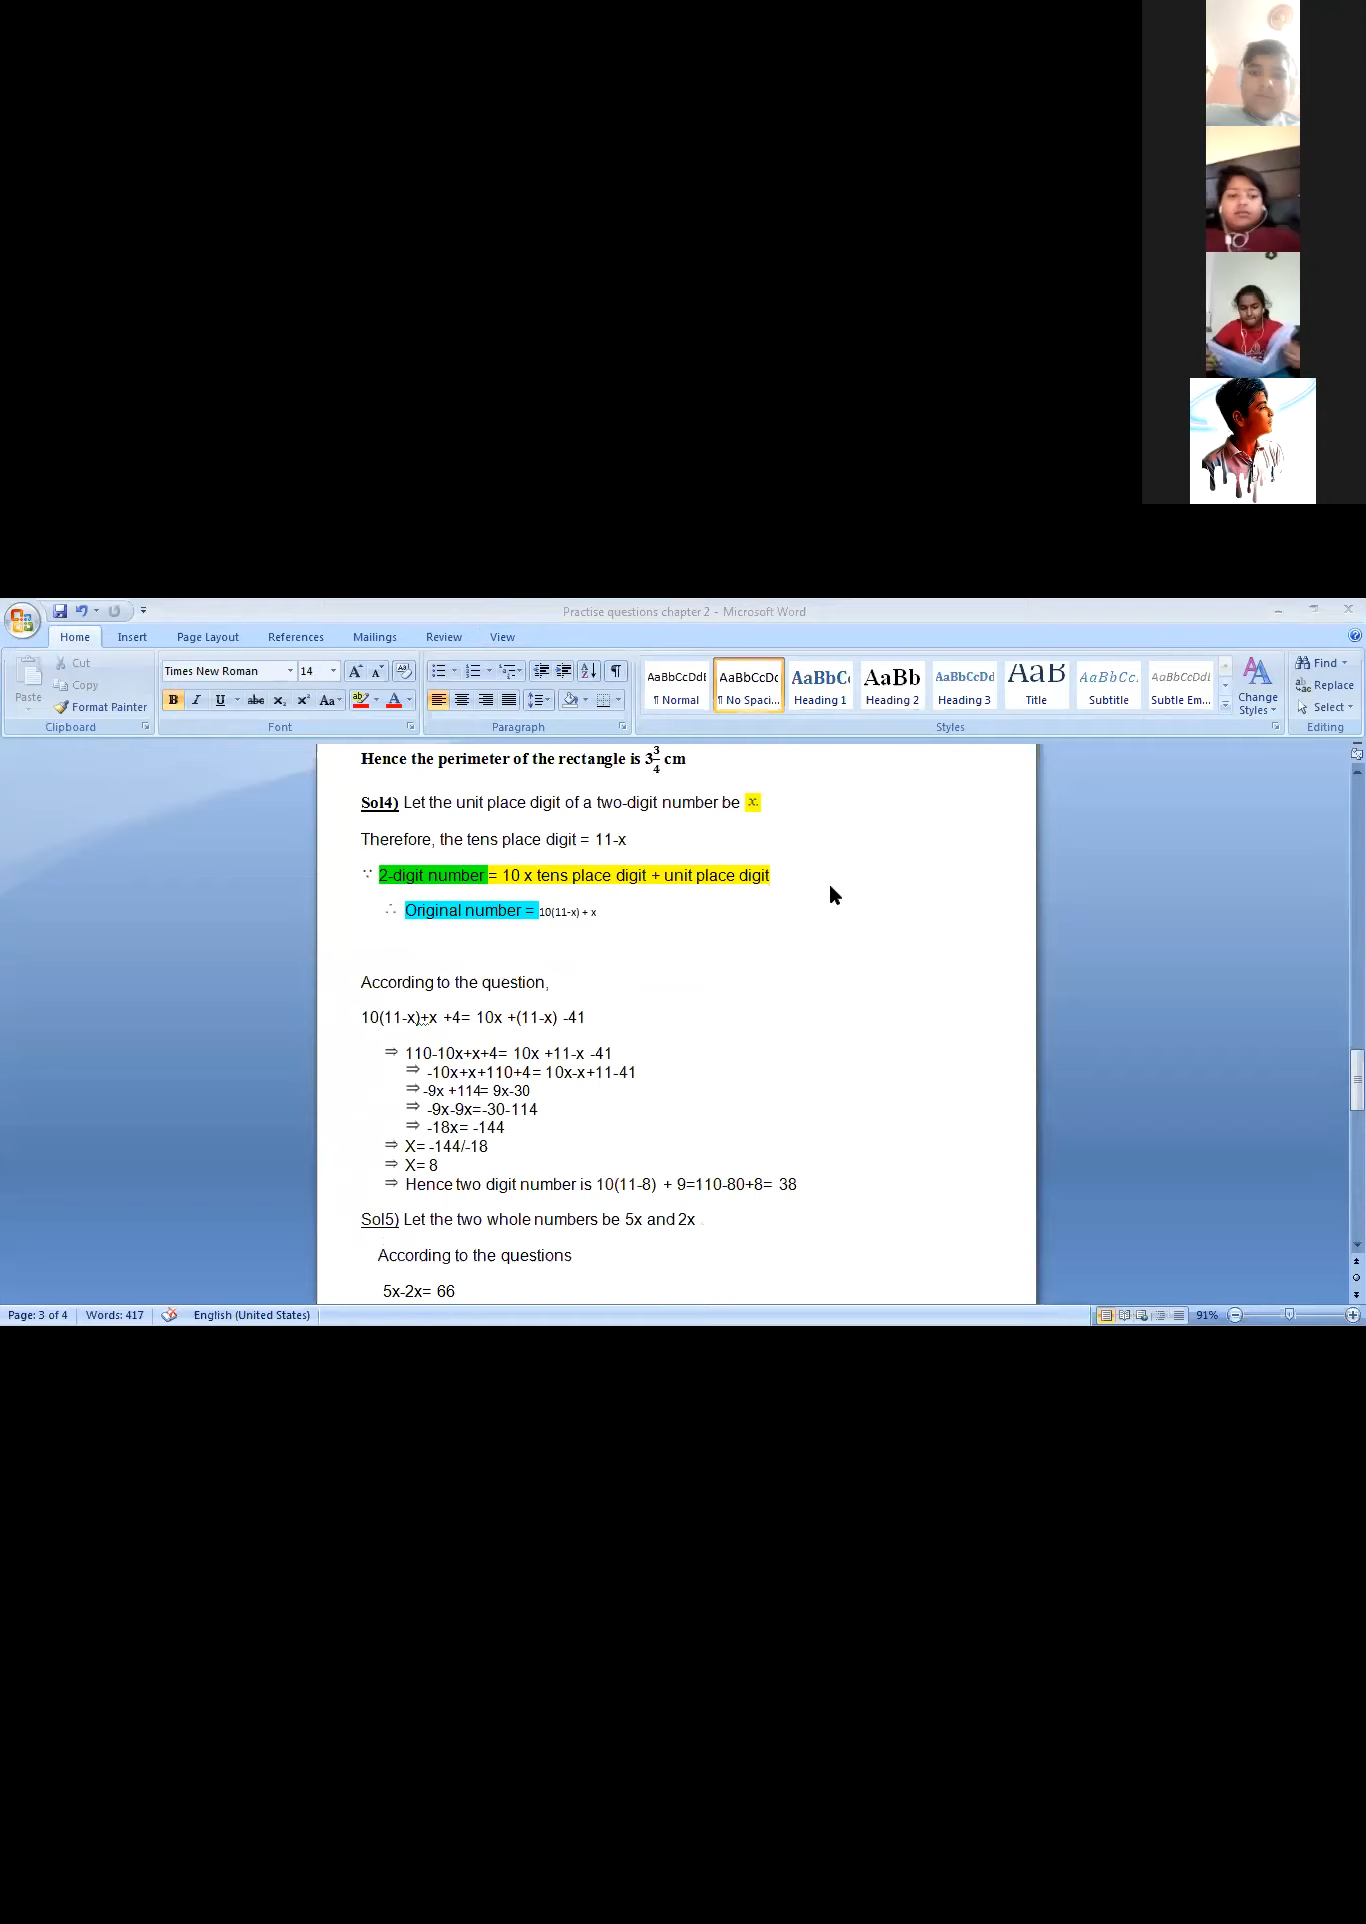 Practise questions chapter 2 - Microsoft Word
Home Insert Page Layout References Mailings Review View
Paste
Cut
Copy
Format Painter
Clipboard
Times New Roman 14
B I U abc x₂ x² Aa
Font
Paragraph
AaBbCcDdE AaBbCcDc AaBbC AaBb AaBbCcDd AaB AaBbCc. AaBbCcDdL
¶ Normal ¶ No Spaci... Heading 1 Heading 2 Heading 3 Title Subtitle Subtle Em...
Change Styles
Styles
Find
Replace
Select
Editing
Hence the perimeter of the rectangle is 3 3/4 cm
Sol4) Let the unit place digit of a two-digit number be x.
Therefore, the tens place digit = 11-x
∵ 2-digit number = 10 x tens place digit + unit place digit
∴ Original number = 10(11-x) + x
According to the question,
10(11-x)+x +4= 10x +(11-x) -41
⇒ 110-10x+x+4= 10x +11-x -41
⇒ -10x+x+110+4= 10x-x+11-41
⇒ -9x +114= 9x-30
⇒ -9x-9x=-30-114
⇒ -18x= -144
⇒ X= -144/-18
⇒ X= 8
⇒ Hence two digit number is 10(11-8) + 9=110-80+8= 38
Sol5) Let the two whole numbers be 5x and 2x
According to the questions
5x-2x= 66
Page: 3 of 4 Words: 417 English (United States) 91%